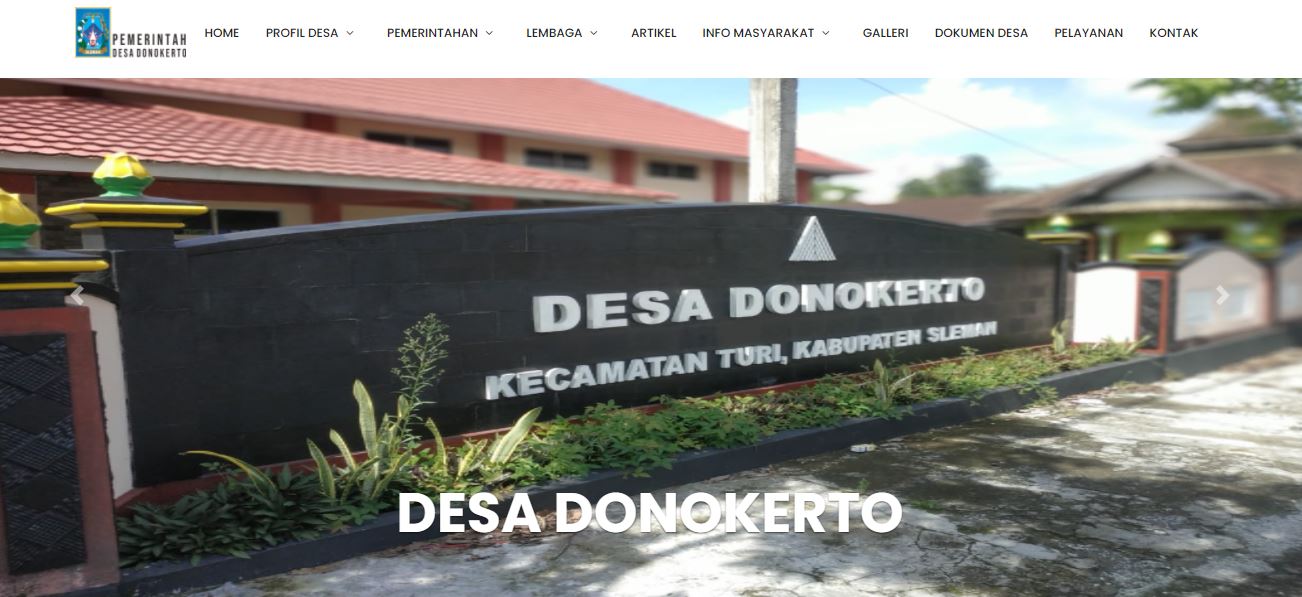 PEMERINTAH
DESA DONOKERTO
HOME PROFIL DESA PEMERINTAHAN LEMBAGA ARTIKEL INFO MASYARAKAT GALLERI DOKUMEN DESA PELAYANAN KONTAK
DESA DONOKERTO
KECAMATAN TURI, KABUPATEN SLEMAN
DESA DONOKERTO